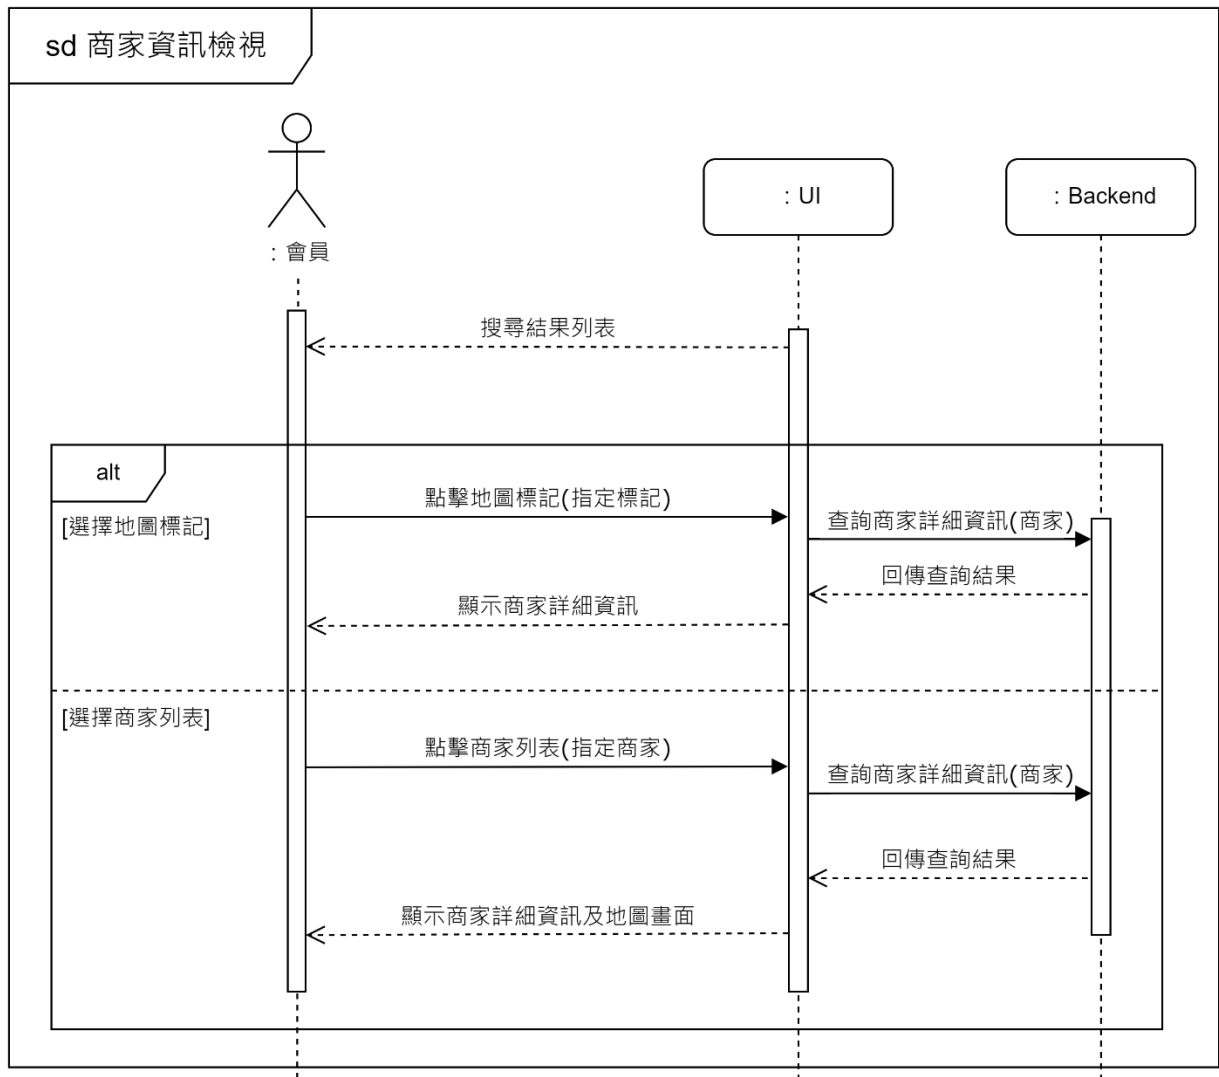 sd 商家資訊檢視
: UI
: Backend
: 會員
搜尋結果列表
alt
點擊地圖標記(指定標記)
[選擇地圖標記]
查詢商家詳細資訊(商家)
回傳查詢結果
顯示商家詳細資訊
[選擇商家列表]
點擊商家列表(指定商家)
查詢商家詳細資訊(商家)
回傳查詢結果
顯示商家詳細資訊及地圖畫面